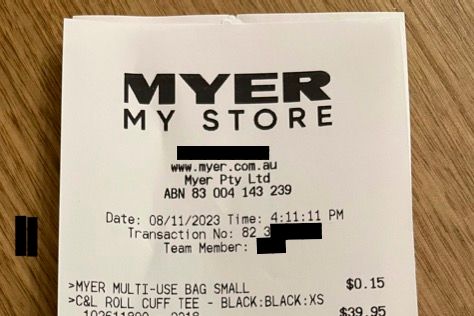 MYER
MY STORE
www.myer.com.au
Myer Pty Ltd
ABN 83 004 143 239
Date: 08/11/2023 Time: 4:11:11 PM
Transaction No: 82 3
Team Member:
>MYER MULTI-USE BAG SMALL $0.15
>C&L ROLL CUFF TEE - BLACK:BLACK:XS
$39.95